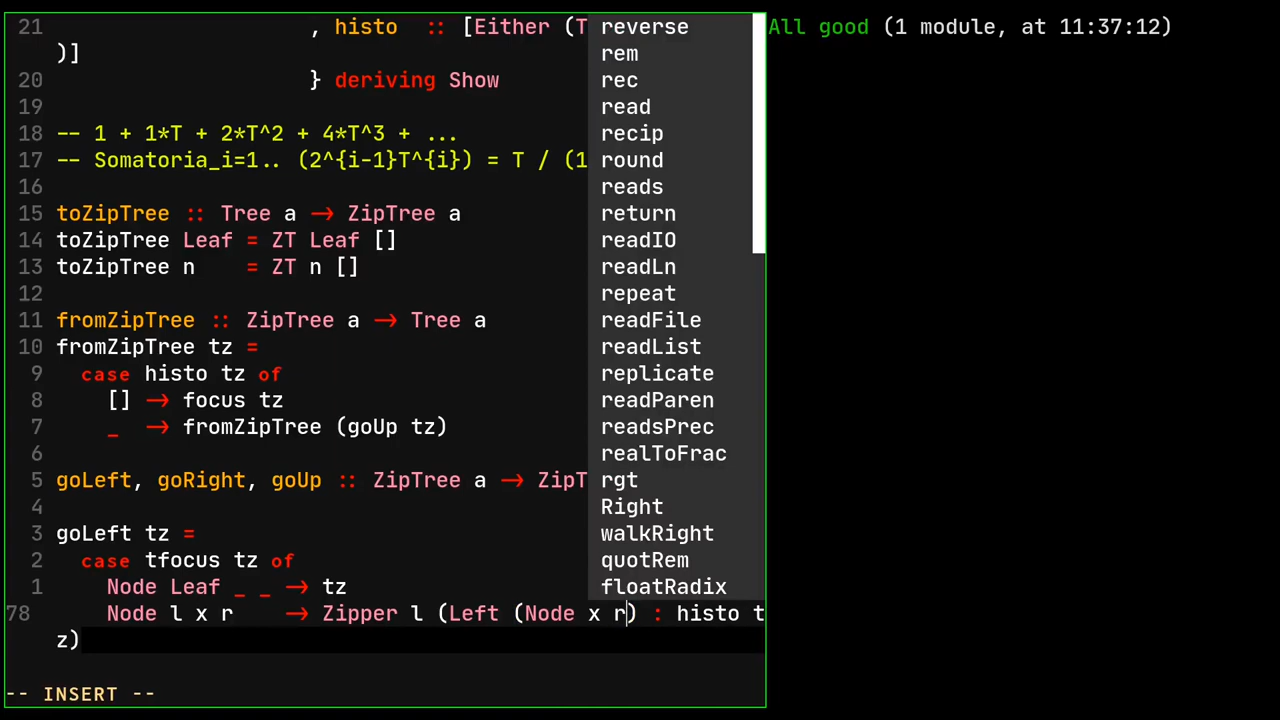 21                      , histo  :: [Either (T
)]
20                      } deriving Show
19
18 -- 1 + 1*T + 2*T^2 + 4*T^3 + ...
17 -- Somatoria_i=1.. (2^{i-1}T^{i}) = T / (1
16
15 toZipTree :: Tree a → ZipTree a
14 toZipTree Leaf = ZT Leaf []
13 toZipTree n    = ZT n []
12
11 fromZipTree :: ZipTree a → Tree a
10 fromZipTree tz =
9   case histo tz of
8     [] → focus tz
7     _  → fromZipTree (goUp tz)
6
5 goLeft, goRight, goUp :: ZipTree a → ZipT
4
3 goLeft tz =
2   case tfocus tz of
1     Node Leaf _ _ → tz
78     Node l x r    → Zipper l (Left (Node x r) : histo t
z)
-- INSERT --
reverse
rem
rec
read
recip
round
reads
return
readIO
readLn
repeat
readFile
readList
replicate
readParen
readsPrec
realToFrac
rgt
Right
walkRight
quotRem
floatRadix
All good (1 module, at 11:37:12)